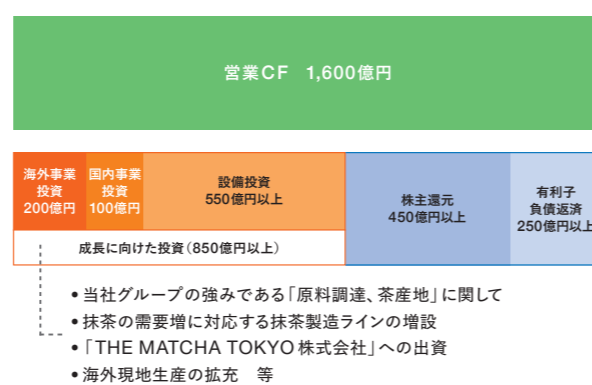 営業CF 1,600億円
海外事業
投資
200億円
国内事業
投資
100億円
設備投資
550億円以上
株主還元
450億円以上
有利子
負債返済
250億円以上
成長に向けた投資（850億円以上）
•当社グループの強みである「原料調達、茶産地」に関して
•抹茶の需要増に対応する抹茶製造ラインの増設
•「THE MATCHA TOKYO 株式会社」への出資
•海外現地生産の拡充 等